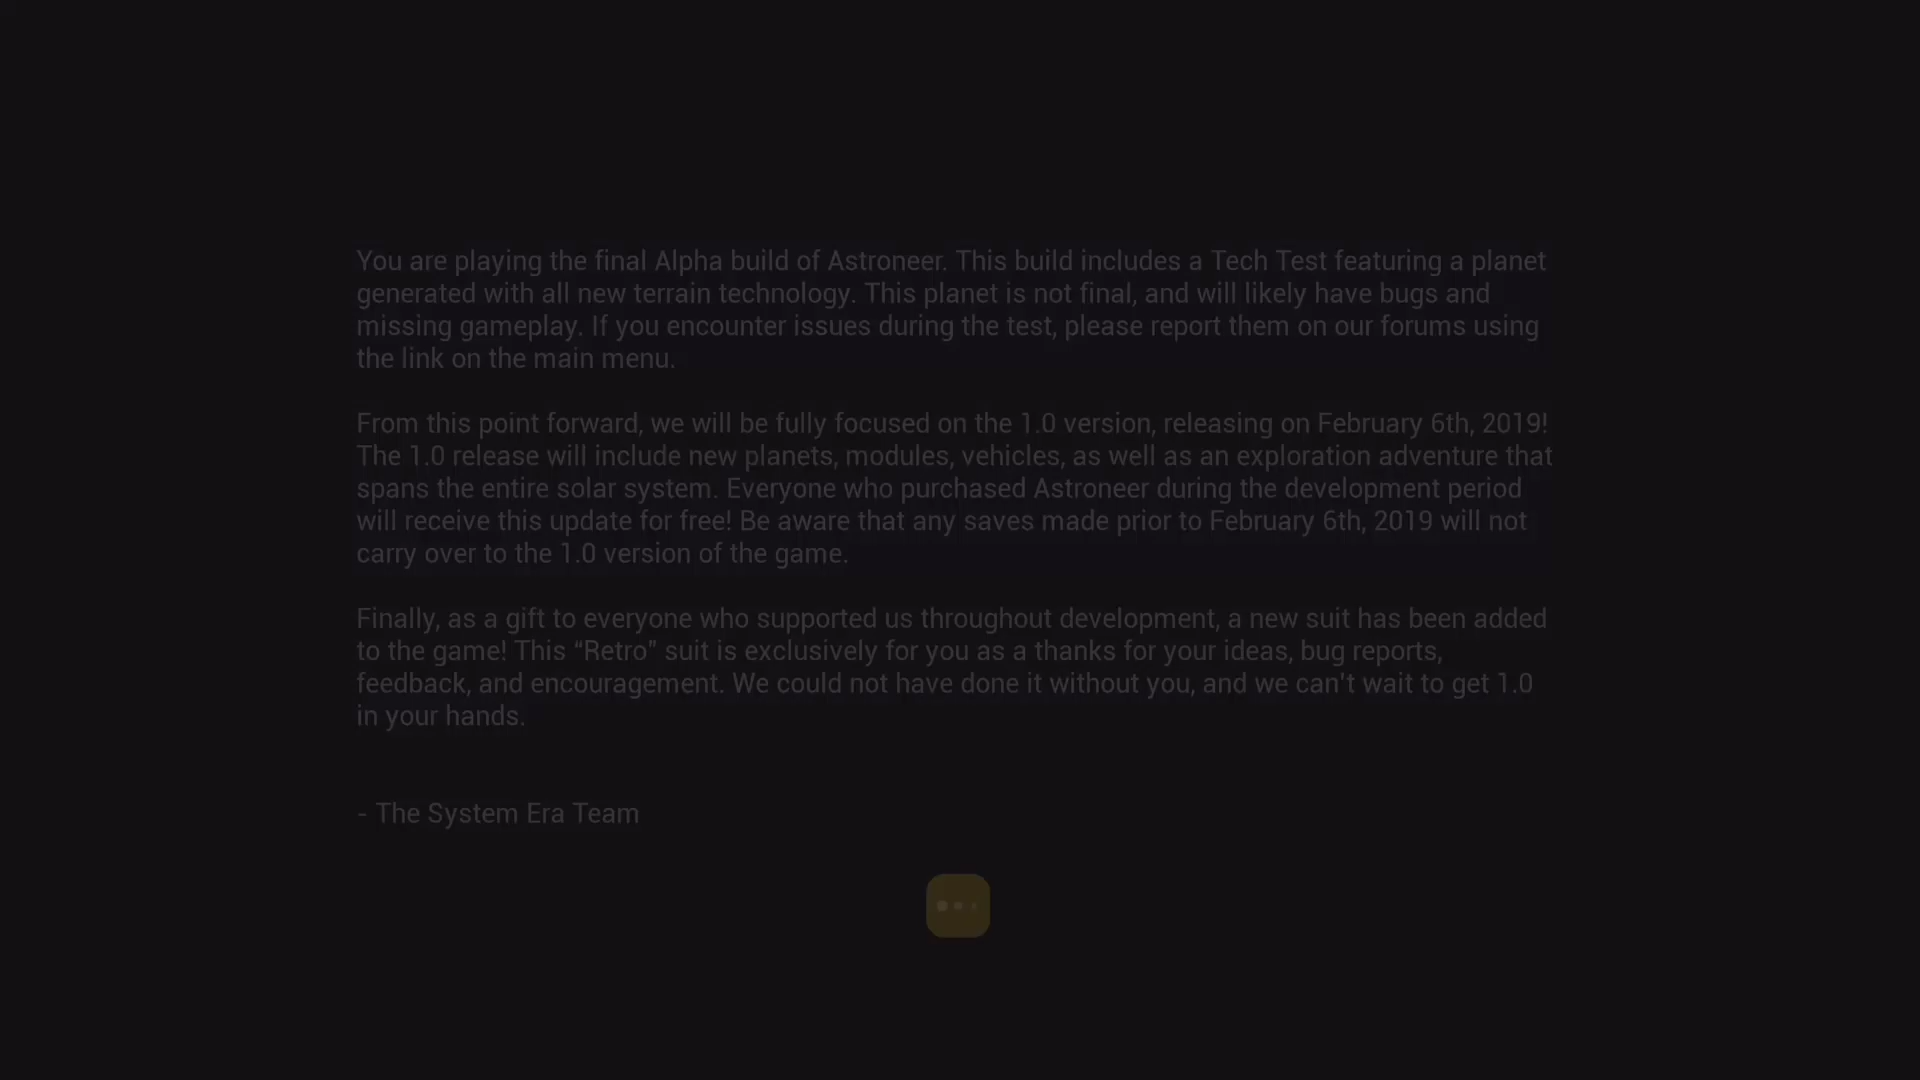 You are playing the final Alpha build of Astroneer. This build includes a Tech Test featuring a planet
generated with all new terrain technology. This planet is not final, and will likely have bugs and
missing gameplay. If you encounter issues during the test, please report them on our forums using
the link on the main menu.
From this point forward, we will be fully focused on the 1.0 version, releasing on February 6th, 2019!
The 1.0 release will include new planets, modules, vehicles, as well as an exploration adventure that
spans the entire solar system. Everyone who purchased Astroneer during the development period
will receive this update for free! Be aware that any saves made prior to February 6th, 2019 will not
carry over to the 1.0 version of the game.
Finally, as a gift to everyone who supported us throughout development, a new suit has been added
to the game! This “Retro” suit is exclusively for you as a thanks for your ideas, bug reports,
feedback, and encouragement. We could not have done it without you, and we can't wait to get 1.0
in your hands.
- The System Era Team